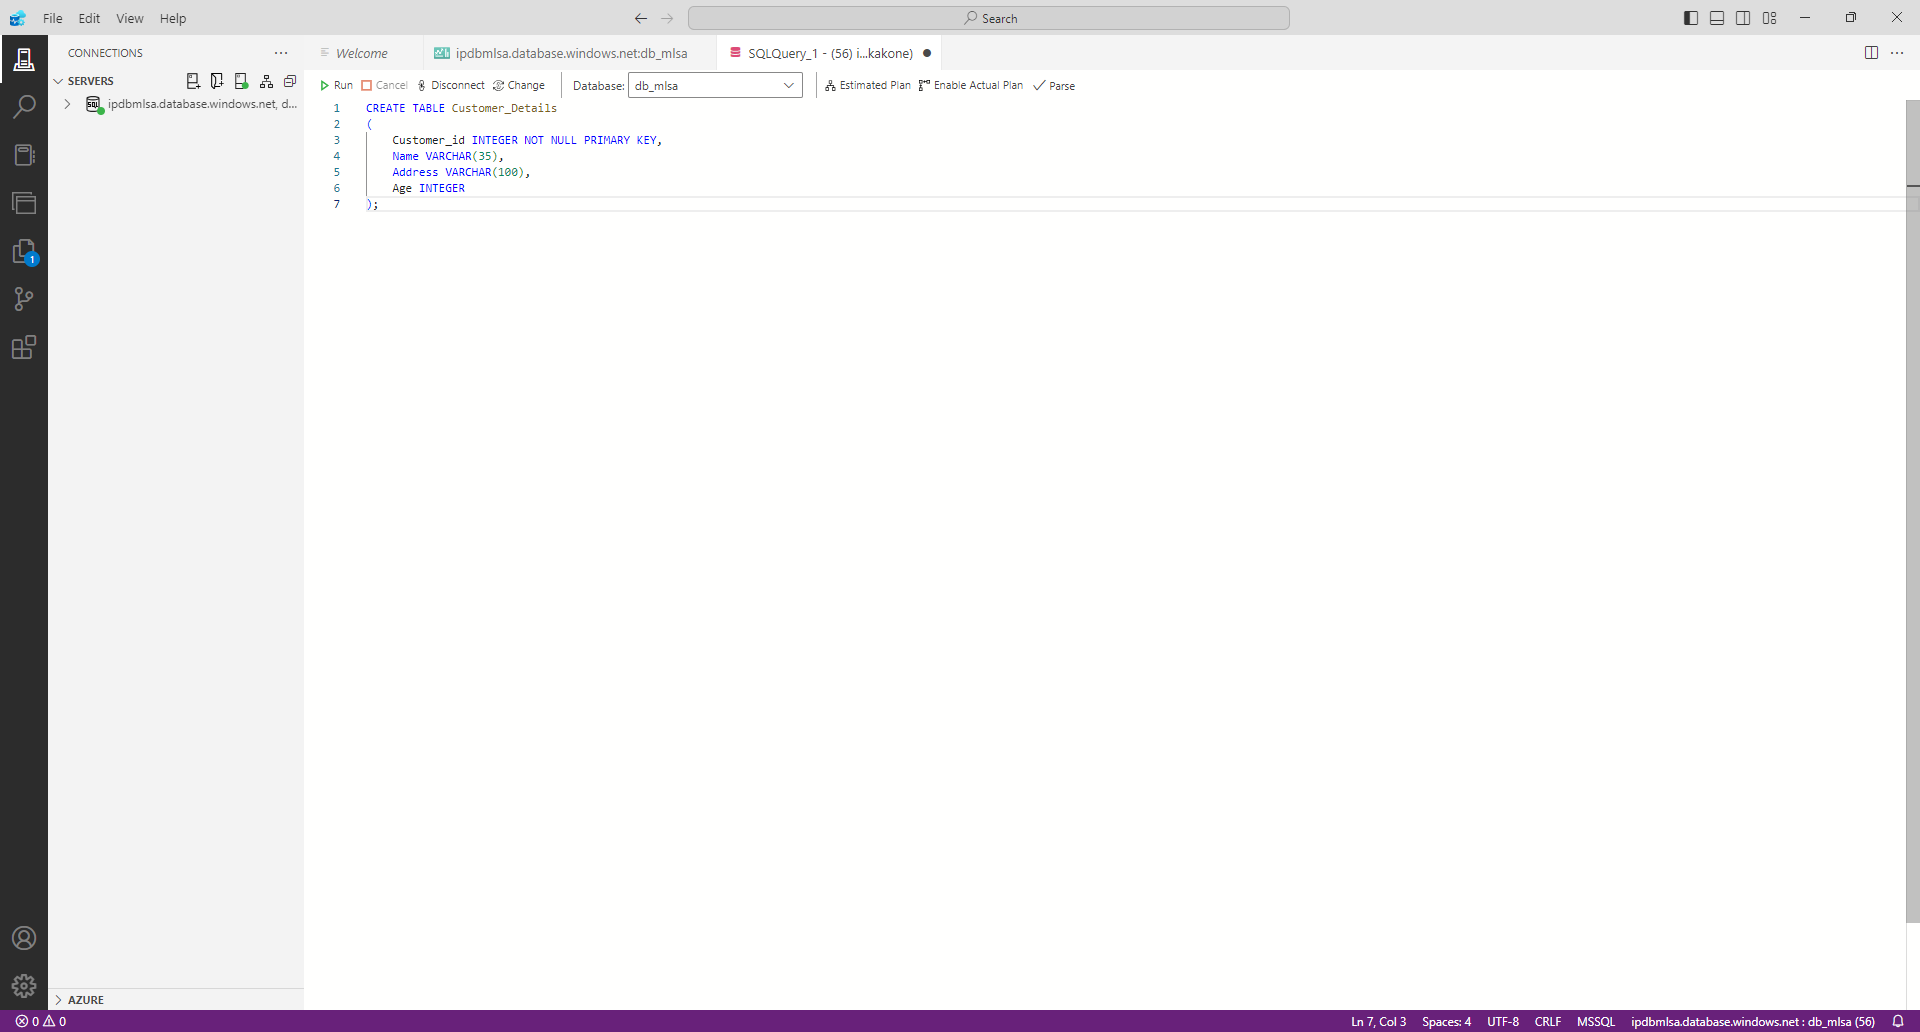 File Edit View Help
Search
CONNECTIONS
Welcome
ipdbmlsa.database.windows.net:db_mlsa
SQLQuery_1 - (56) i...kakone)
SERVERS
ipdbmlsa.database.windows.net, d...
Run Cancel Disconnect Change Database: db_mlsa Estimated Plan Enable Actual Plan Parse
1 CREATE TABLE Customer_Details
2 (
3 Customer_id INTEGER NOT NULL PRIMARY KEY,
4 Name VARCHAR(35),
5 Address VARCHAR(100),
6 Age INTEGER
7 );
1
AZURE
0 0
Ln 7, Col 3 Spaces: 4 UTF-8 CRLF MSSQL ipdbmlsa.database.windows.net : db_mlsa (56)